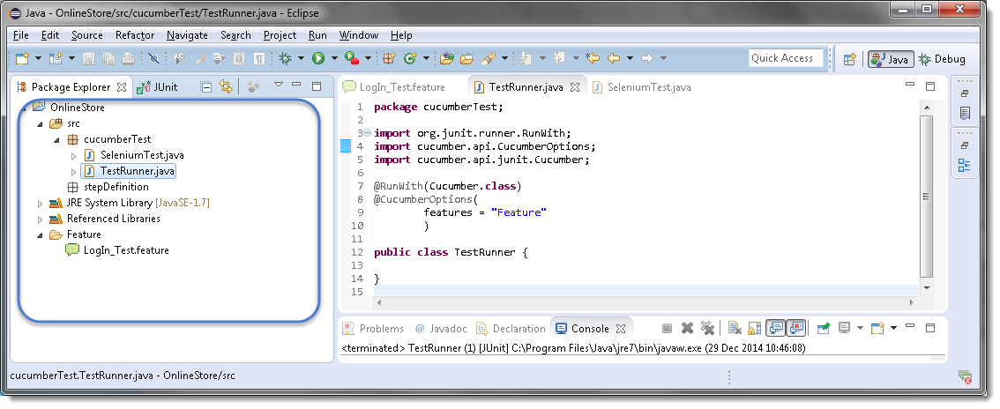 Java - OnlineStore/src/cucumberTest/TestRunner.java - Eclipse
File Edit Source Refactor Navigate Search Project Run Window Help
Quick Access Java Debug
Package Explorer JUnit
OnlineStore
src
cucumberTest
SeleniumTest.java
TestRunner.java
stepDefinition
JRE System Library [JavaSE-1.7]
Referenced Libraries
Feature
LogIn_Test.feature
LogIn_Test.feature TestRunner.java SeleniumTest.java
1 package cucumberTest;
2
3 import org.junit.runner.RunWith;
4 import cucumber.api.CucumberOptions;
5 import cucumber.api.junit.Cucumber;
6
7 @RunWith(Cucumber.class)
8 @CucumberOptions(
9 features = "Feature"
10 )
11
12 public class TestRunner {
13
14 }
15
Problems @ Javadoc Declaration Console
<terminated> TestRunner (1) [JUnit] C:\Program Files\Java\jre7\bin\javaw.exe (29 Dec 2014 10:46:08)
cucumberTest.TestRunner.java - OnlineStore/src